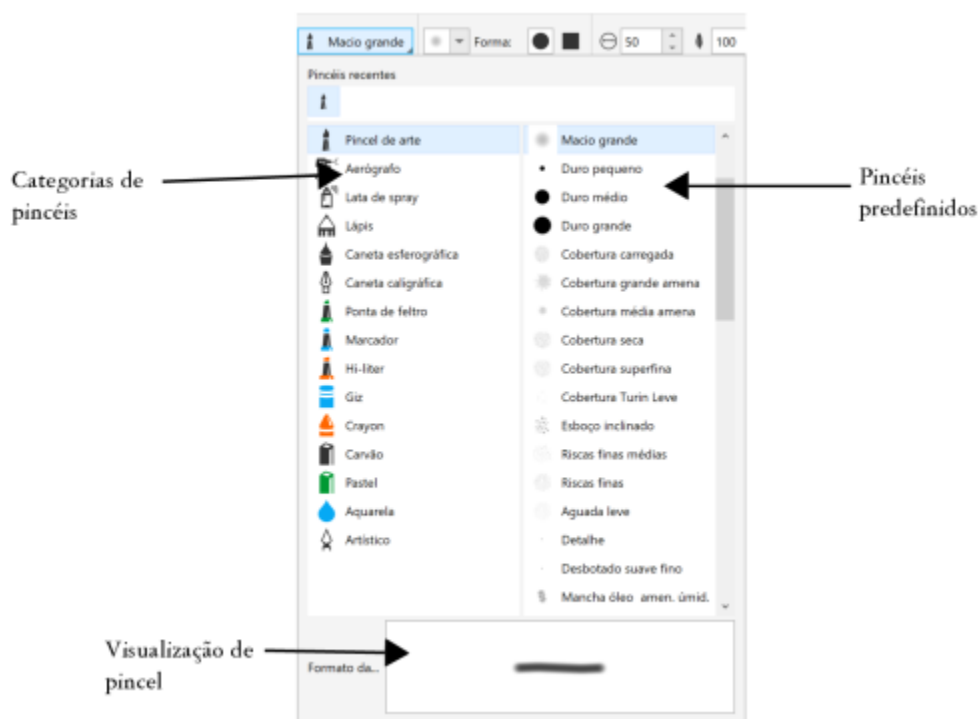 Macio grande Forma: 50 100
Pincéis recentes
Pincel de arte
Aerógrafo
Lata de spray
Lápis
Caneta esferográfica
Caneta caligráfica
Ponta de feltro
Marcador
Hi-liter
Giz
Crayon
Carvão
Pastel
Aquarela
Artístico
Macio grande
Duro pequeno
Duro médio
Duro grande
Cobertura carregada
Cobertura grande amena
Cobertura média amena
Cobertura seca
Cobertura superfina
Cobertura Turin Leve
Esboço inclinado
Riscas finas médias
Riscas finas
Aguada leve
Detalhe
Desbotado suave fino
Mancha óleo amen. úmid.
Formato da...
Categorias de
pincéis
Pincéis
predefinidos
Visualização de
pincel